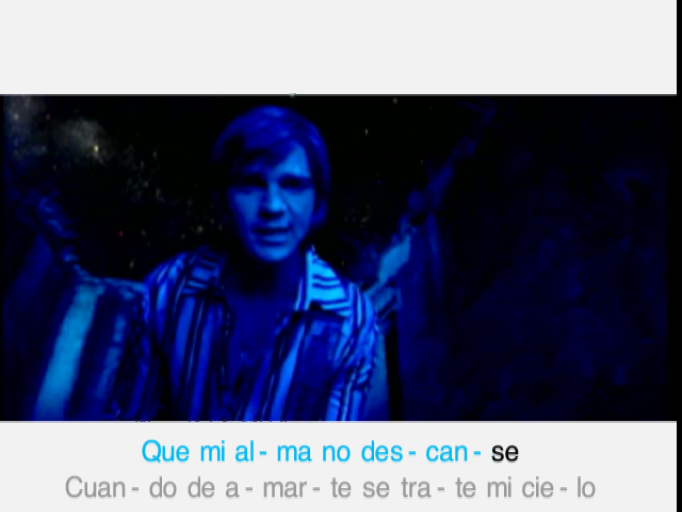 Que mi al - ma no des - can - se
Cuan - do de a - mar - te se tra - te mi cie - lo